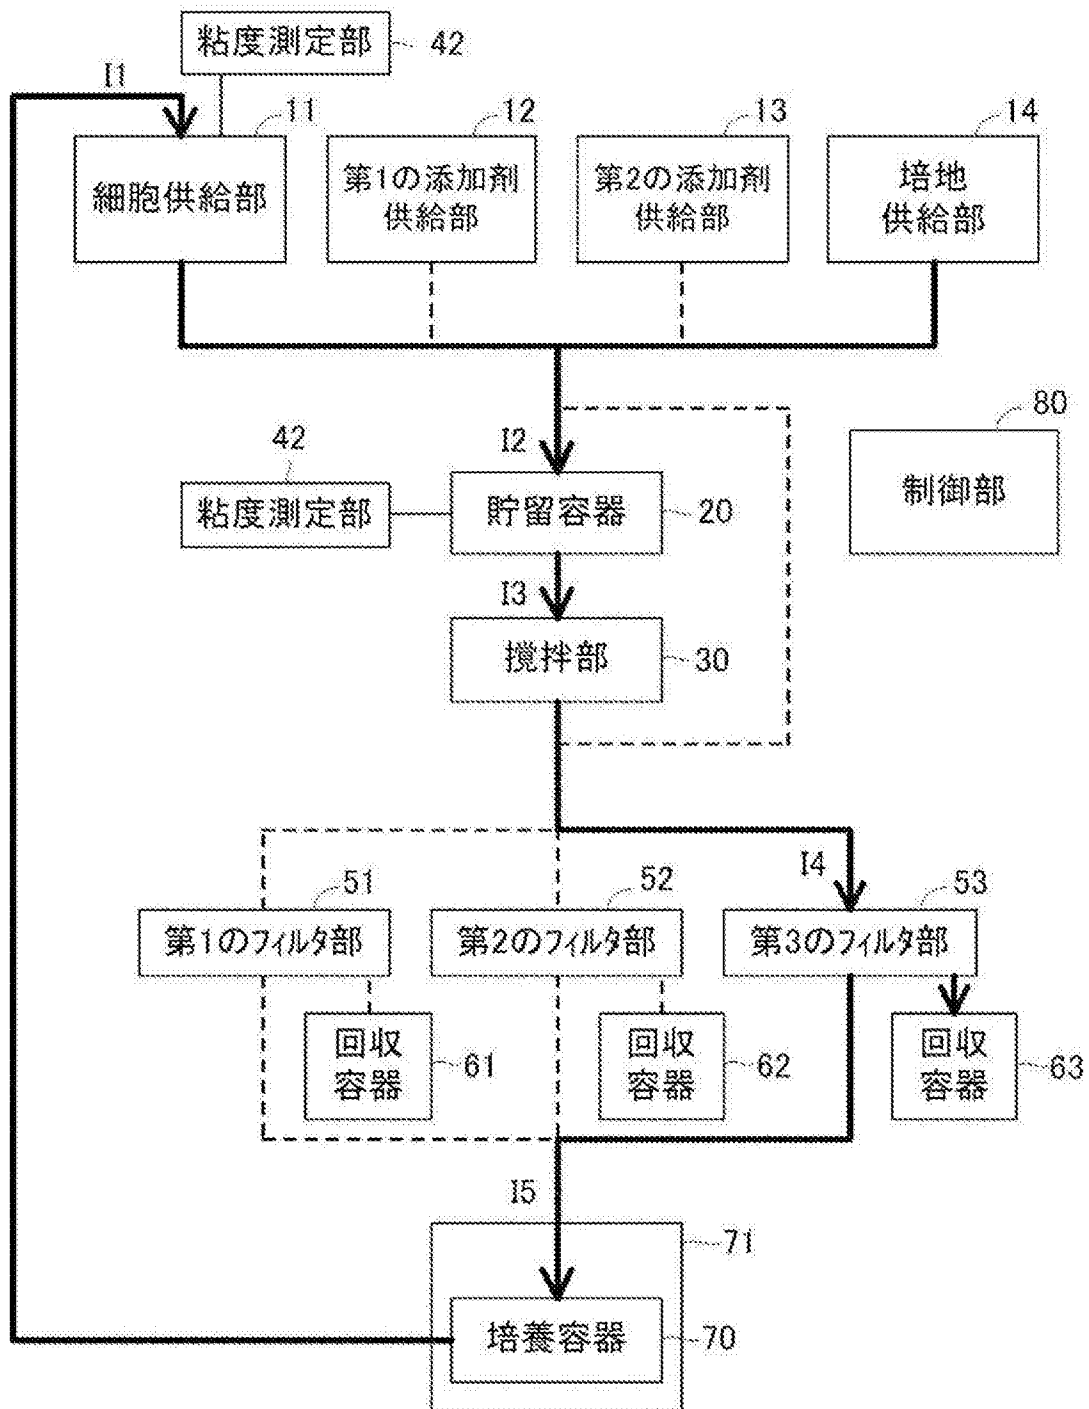 粘度測定部
42
I1
11
12
13
14
細胞供給部
第1の添加剤
供給部
第2の添加剤
供給部
培地
供給部
80
制御部
42
I2
粘度測定部
貯留容器
20
I3
撹拌部
30
I4
51
52
53
第1のフィルタ部
第2のフィルタ部
第3のフィルタ部
回収
容器
61
回収
容器
62
回収
容器
63
I5
71
培養容器
70